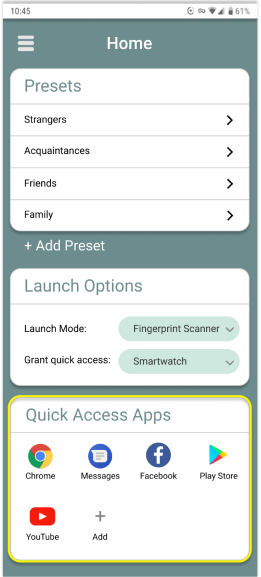 10:45 61%
Home
Presets
Strangers
Acquaintances
Friends
Family
+ Add Preset
Launch Options
Launch Mode: Fingerprint Scanner
Grant quick access: Smartwatch
Quick Access Apps
Chrome Messages Facebook Play Store
YouTube Add